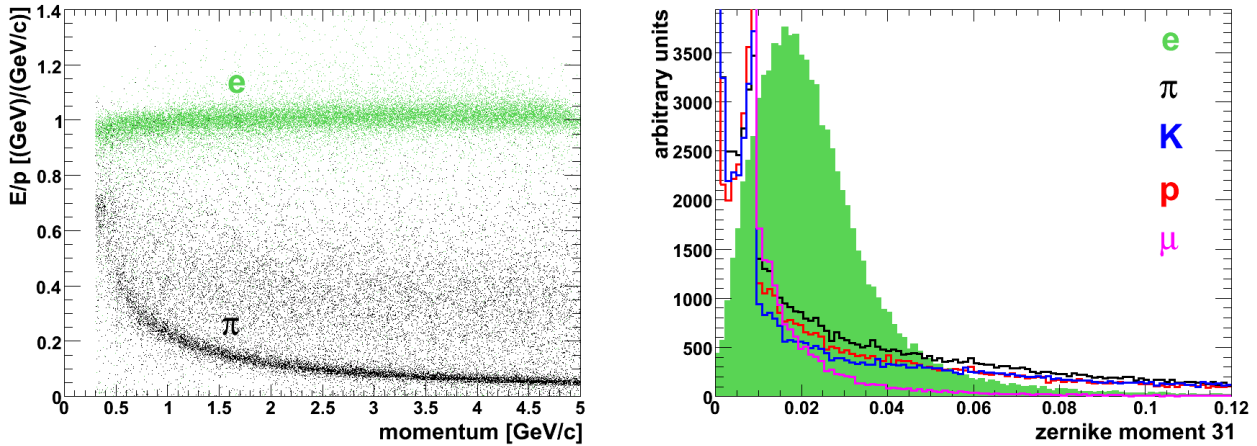 E/p [(GeV)/(GeV/c)]
1.4
1.2
1
0.8
0.6
0.4
0.2
0
e
π
0 0.5 1 1.5 2 2.5 3 3.5 4 4.5 5
momentum [GeV/c]
arbitrary units
3500
3000
2500
2000
1500
1000
500
0
e
π
K
p
μ
0 0.02 0.04 0.06 0.08 0.1 0.12
zernike moment 31